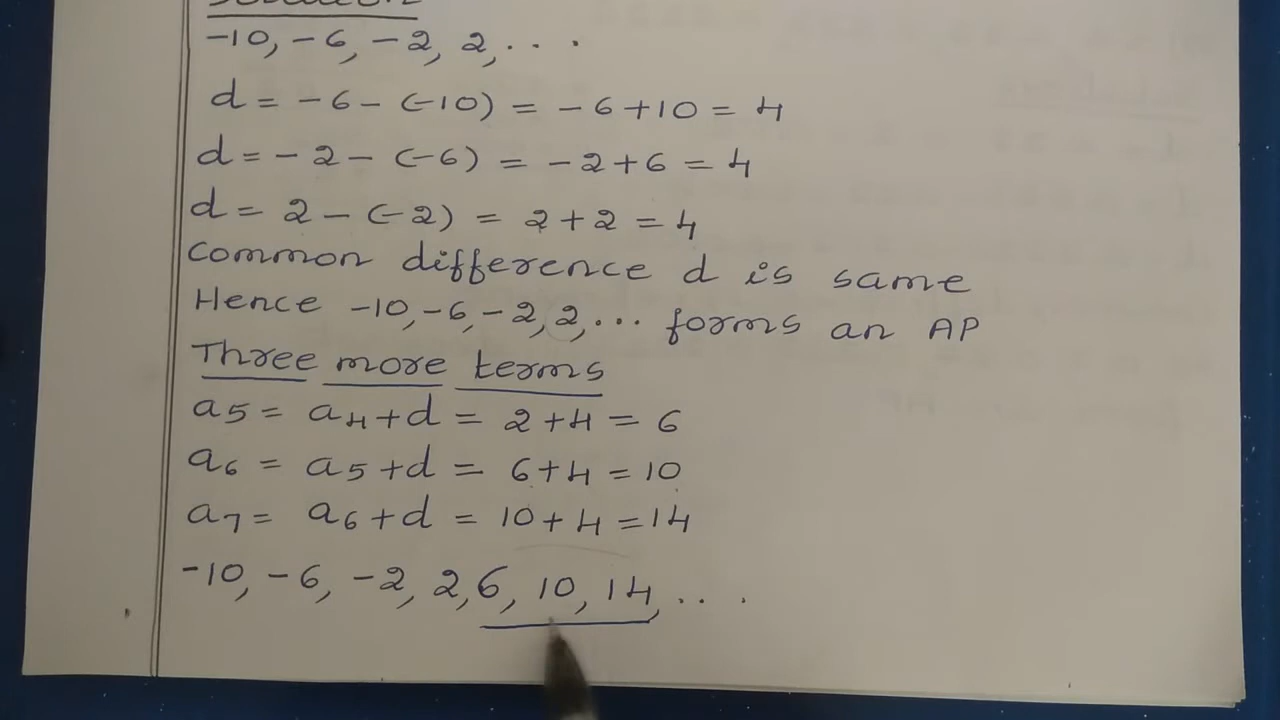 Solution
-10, -6, -2, 2, ...
d = -6 - (-10) = -6 + 10 = 4
d = -2 - (-6) = -2 + 6 = 4
d = 2 - (-2) = 2 + 2 = 4
Common difference d is same
Hence -10, -6, -2, 2, ... forms an AP
Three more terms
a5 = a4 + d = 2 + 4 = 6
a6 = a5 + d = 6 + 4 = 10
a7 = a6 + d = 10 + 4 = 14
-10, -6, -2, 2, 6, 10, 14, ...